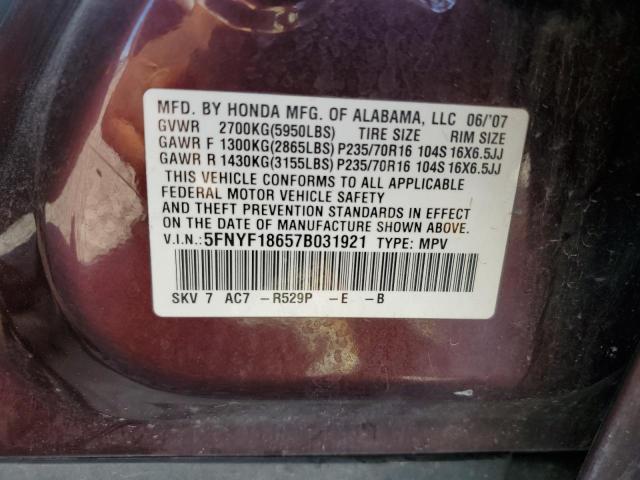 MFD. BY HONDA MFG. OF ALABAMA, LLC 06/'07
GVWR 2700KG(5950LBS) TIRE SIZE RIM SIZE
GAWR F 1300KG(2865LBS) P235/70R16 104S 16X6.5JJ
GAWR R 1430KG(3155LBS) P235/70R16 104S 16X6.5JJ
THIS VEHICLE CONFORMS TO ALL APPLICABLE
FEDERAL MOTOR VEHICLE SAFETY
AND THEFT PREVENTION STANDARDS IN EFFECT
ON THE DATE OF MANUFACTURE SHOWN ABOVE.
V.I.N.: 5FNYF18657B031921 TYPE: MPV
SKV 7 AC7 -R529P -E -B